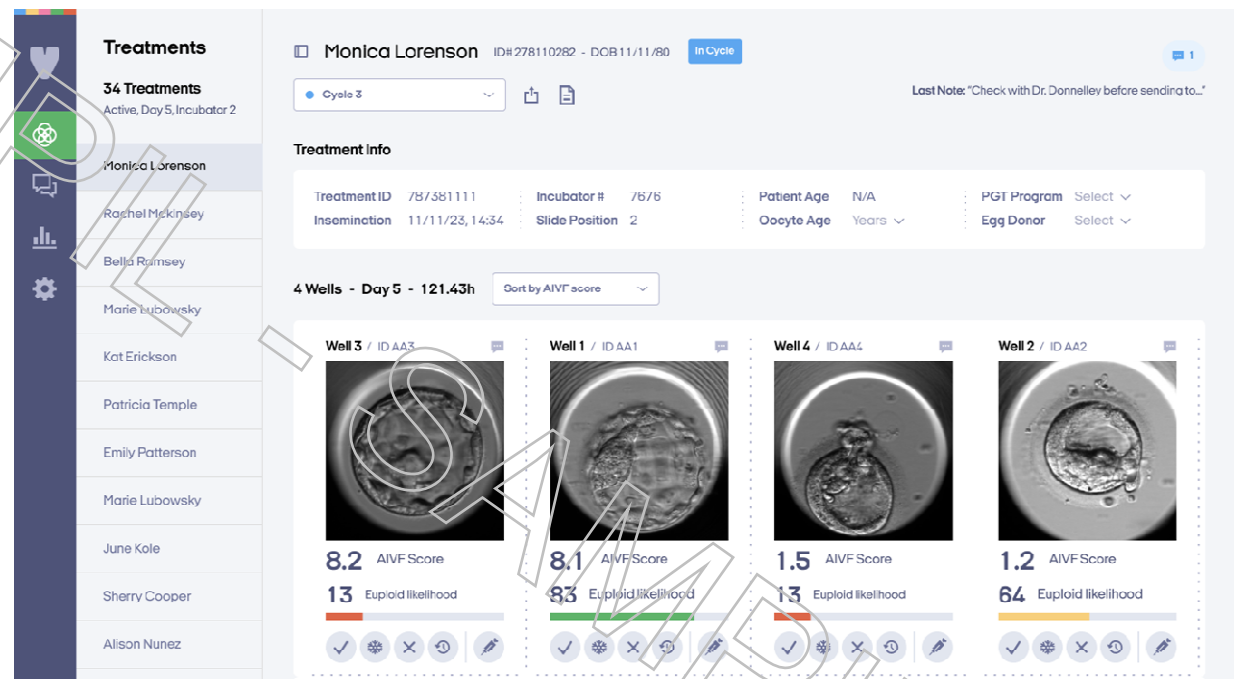 Treatments
34 Treatments
Active, Day 5, Incubator 2
Monica Lorenson
Rachel Mckinsey
Bella Ramsey
Marie Lubowsky
Kat Erickson
Patricia Temple
Emily Patterson
Marie Lubowsky
June Kole
Sherry Cooper
Alison Nunez
Monica Lorenson ID# 278110282 - DOB 11/11/80 In Cycle
1
Cycle 3
Last Note: "Check with Dr. Donnelley before sending to..."
Treatment Info
Treatment ID 787381111 Incubator # 7676 Patient Age N/A PGT Program Select
Insemination 11/11/23, 14:34 Slide Position 2 Oocyte Age Years Egg Donor Select
4 Wells - Day 5 - 121.43h Sort by AIVF score
Well 3 / ID AA3 Well 1 / ID AA1 Well 4 / ID AA4 Well 2 / ID AA2
8.2 AIVF Score 8.1 AIVF Score 1.5 AIVF Score 1.2 AIVF Score
13 Euploid likelihood 83 Euploid likelihood 13 Euploid likelihood 64 Euploid likelihood